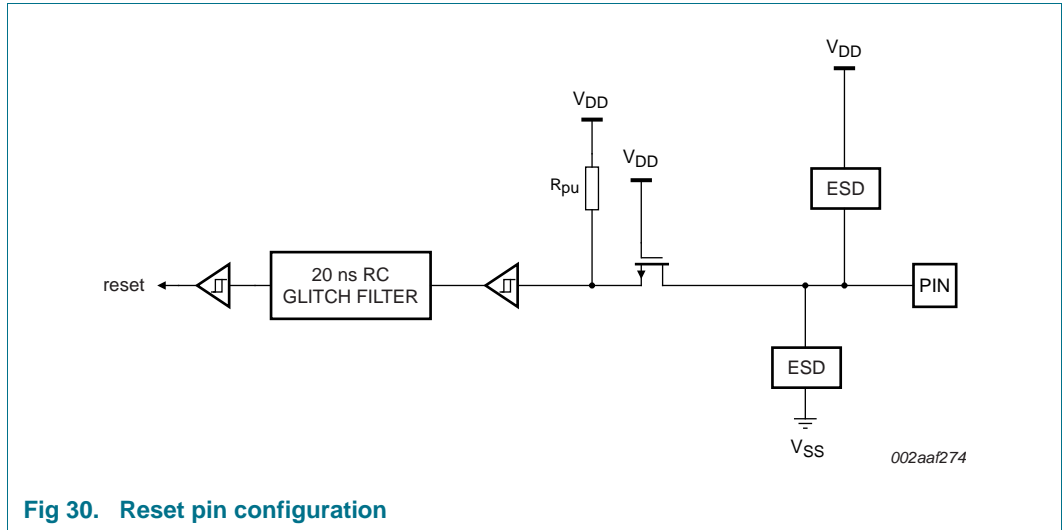 VDD
VDD
VDD
Rpu
ESD
reset
20 ns RC
GLITCH FILTER
PIN
ESD
VSS
002aaf274
Fig 30. Reset pin configuration